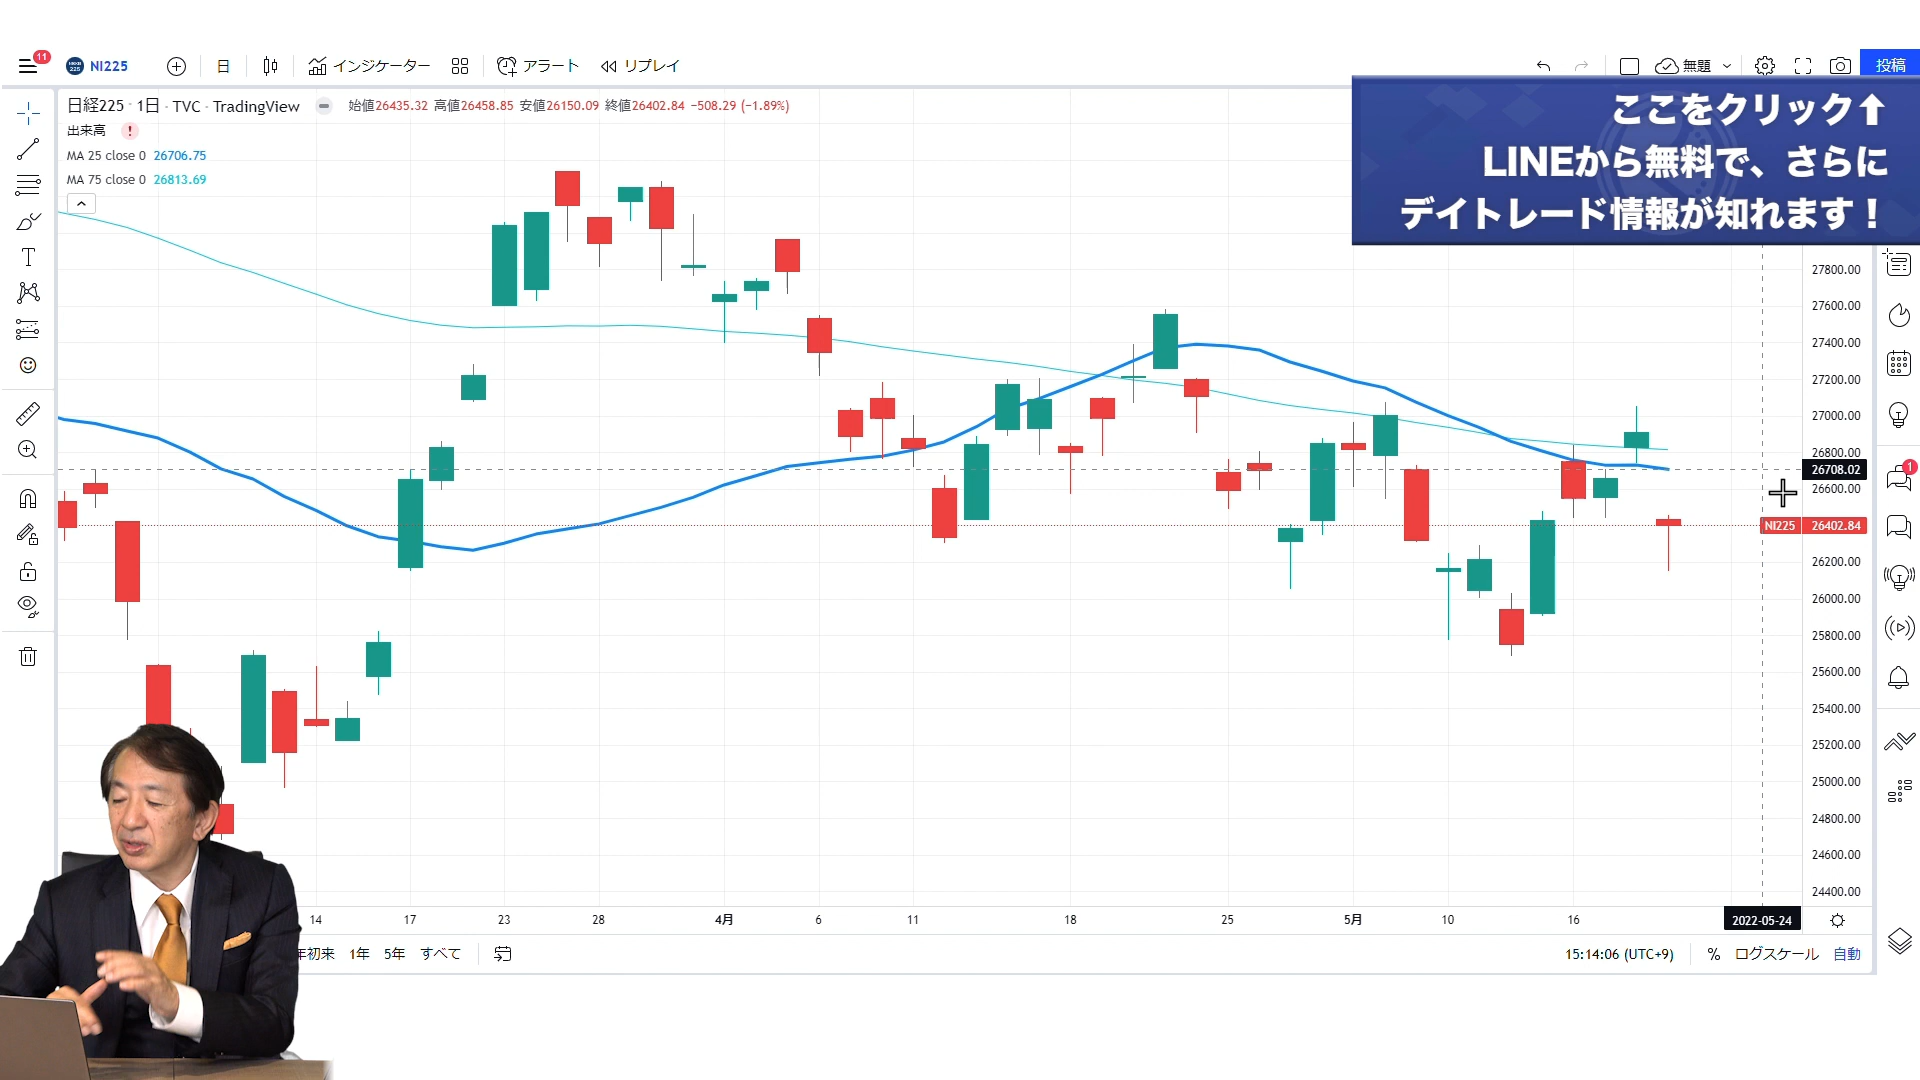 11
NI225
日
インジケーター
アラート
リプレイ
無題
投稿
日経225 · 1日 · TVC · TradingView
始値26435.32 高値26458.85 安値26150.09 終値26402.84 −508.29 (−1.89%)
出来高 !
MA 25 close 0 26706.75
MA 75 close 0 26813.69
ここをクリック↑
LINEから無料で、さらに
デイトレード情報が知れます！
27800.00
27600.00
27400.00
27200.00
27000.00
26800.00
26708.02
26600.00
NI225 26402.84
26200.00
26000.00
25800.00
25600.00
25400.00
25200.00
25000.00
24800.00
24600.00
24400.00
1
14 17 23 28 4月 6 11 18 25 5月 10 16 2022-05-24
年初来 1年 5年 すべて
15:14:06 (UTC+9) % ログスケール 自動